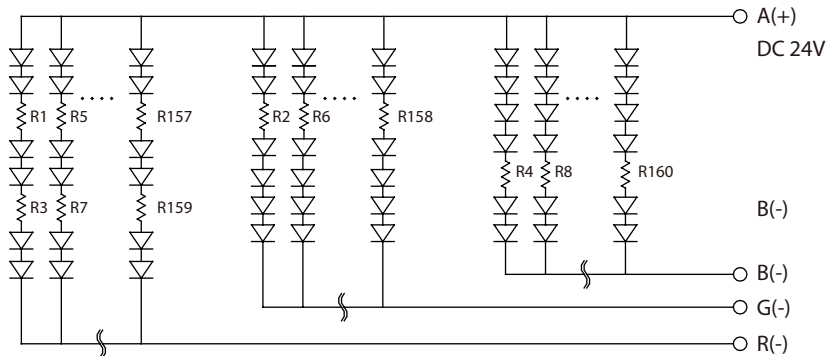 A(+)
DC 24V
R1 R5 R157 R2 R6 R158
R4 R8 R160
R3 R7 R159 B(-)
B(-)
G(-)
R(-)